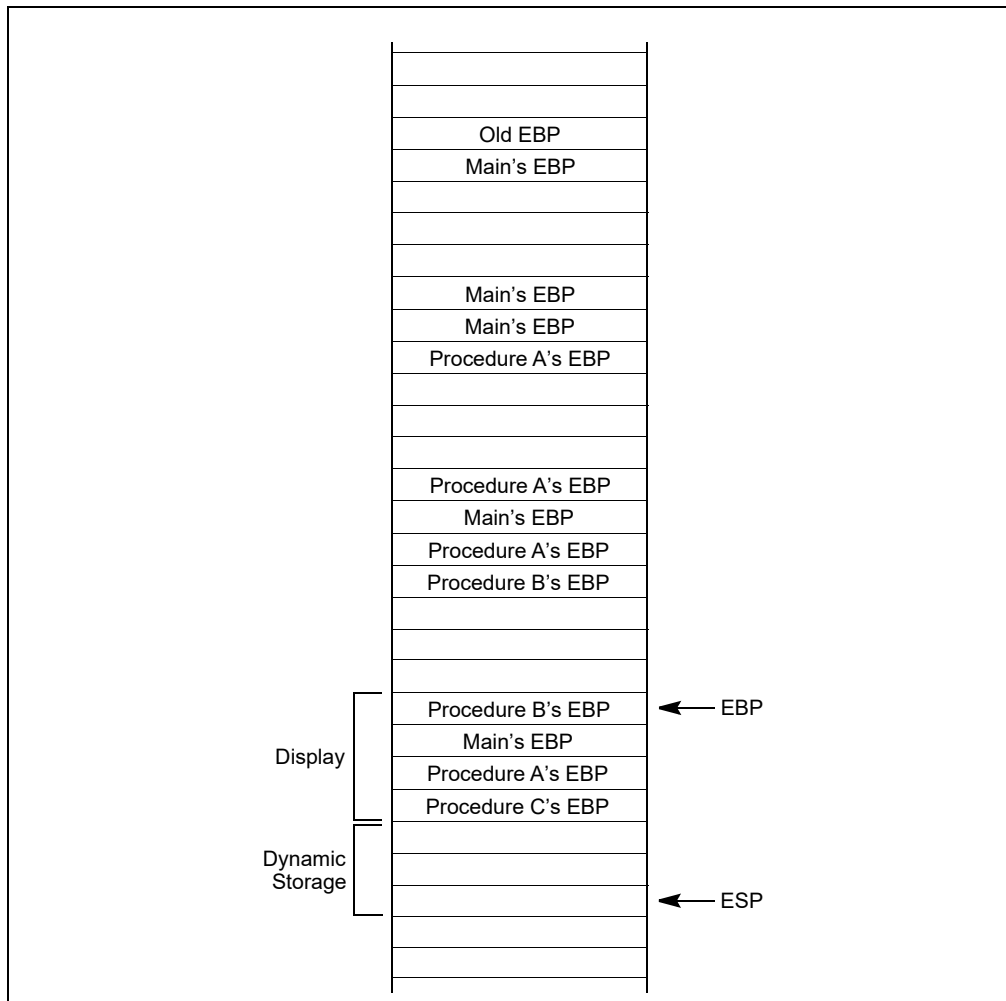 Old EBP
Main’s EBP
Main’s EBP
Main’s EBP
Procedure A’s EBP
Procedure A’s EBP
Main’s EBP
Procedure A’s EBP
Procedure B’s EBP
Procedure B’s EBP
EBP
Main’s EBP
Display
Procedure A’s EBP
Procedure C’s EBP
Dynamic
Storage
ESP